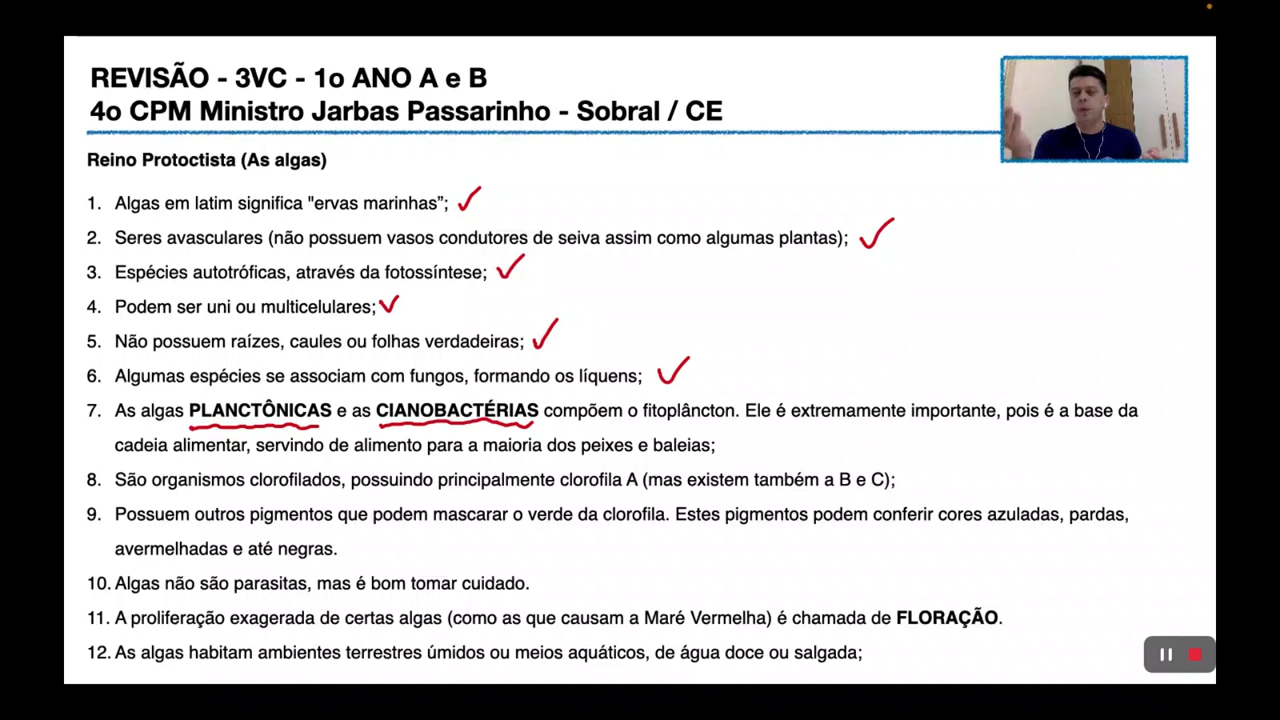 REVISÃO - 3VC - 1o ANO A e B
4o CPM Ministro Jarbas Passarinho - Sobral / CE
Reino Protoctista (As algas)
1. Algas em latim significa "ervas marinhas”;
2. Seres avasculares (não possuem vasos condutores de seiva assim como algumas plantas);
3. Espécies autotróficas, através da fotossíntese;
4. Podem ser uni ou multicelulares;
5. Não possuem raízes, caules ou folhas verdadeiras;
6. Algumas espécies se associam com fungos, formando os líquens;
7. As algas PLANCTÔNICAS e as CIANOBACTÉRIAS compõem o fitoplâncton. Ele é extremamente importante, pois é a base da
cadeia alimentar, servindo de alimento para a maioria dos peixes e baleias;
8. São organismos clorofilados, possuindo principalmente clorofila A (mas existem também a B e C);
9. Possuem outros pigmentos que podem mascarar o verde da clorofila. Estes pigmentos podem conferir cores azuladas, pardas,
avermelhadas e até negras.
10. Algas não são parasitas, mas é bom tomar cuidado.
11. A proliferação exagerada de certas algas (como as que causam a Maré Vermelha) é chamada de FLORAÇÃO.
12. As algas habitam ambientes terrestres úmidos ou meios aquáticos, de água doce ou salgada;